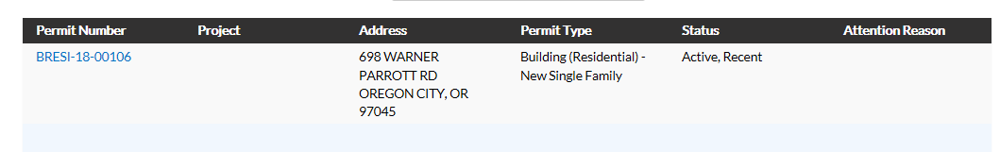 Permit Number Project Address Permit Type Status Attention Reason
BRESI-18-00106 698 WARNER Building (Residential) - Active, Recent
PARROTT RD New Single Family
OREGON CITY, OR
97045